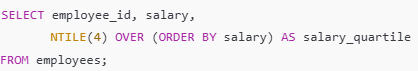 SELECT employee_id, salary,
       NTILE(4) OVER (ORDER BY salary) AS salary_quartile
FROM employees;